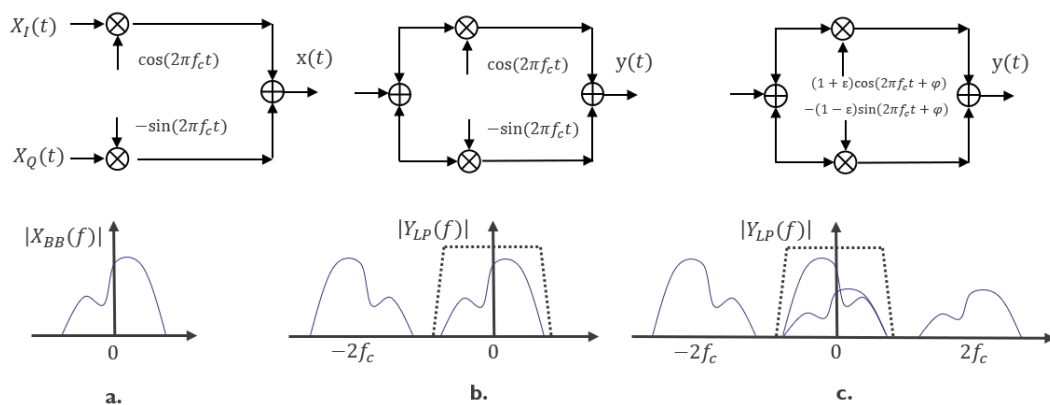 X_I(t)
cos(2πf_ct)
x(t)
−sin(2πf_ct)
X_Q(t)
cos(2πf_ct)
y(t)
−sin(2πf_ct)
(1 + ε)cos(2πf_ct + φ)
−(1 − ε)sin(2πf_ct + φ)
y(t)
|X_BB(f)|
0
|Y_LP(f)|
−2f_c
0
|Y_LP(f)|
−2f_c
0
2f_c
a.
b.
c.